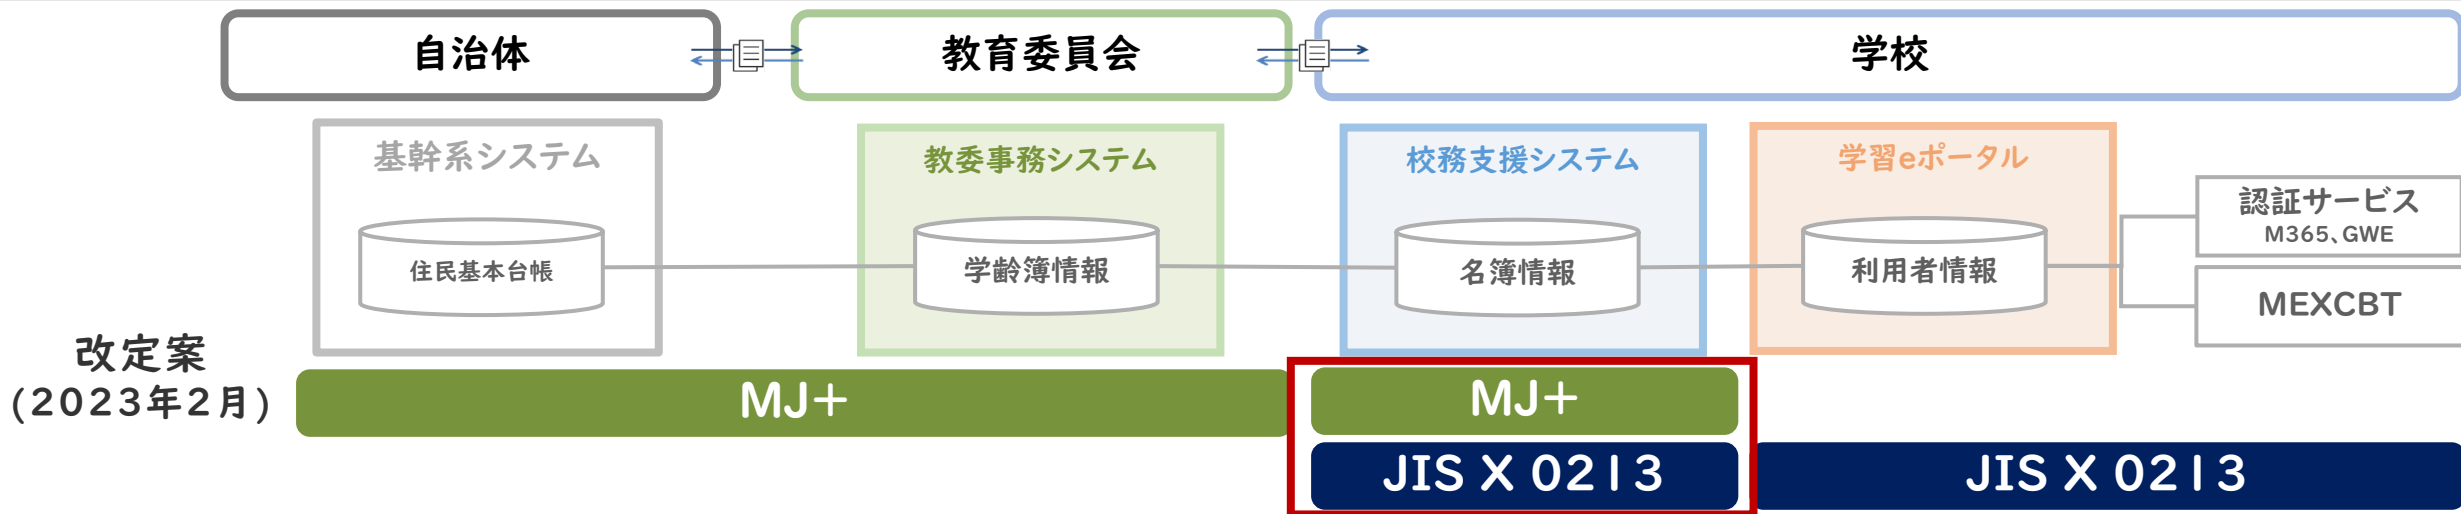 自治体
教育委員会
学校
基幹系システム
教委事務システム
校務支援システム
学習eポータル
住民基本台帳
学齢簿情報
名簿情報
利用者情報
認証サービス
M365、GWE
MEXCBT
改定案
(2023年2月)
MJ+
MJ+
JIS X 0213
JIS X 0213